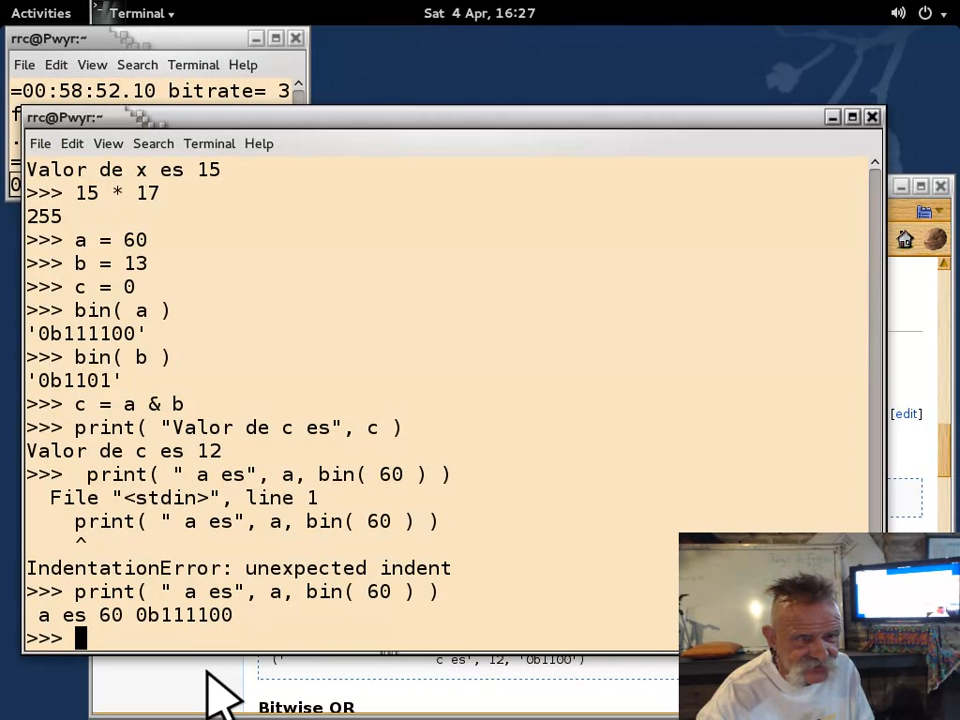 Activities
Terminal
Sat 4 Apr, 16:27
rrc@Pwyr:~
File Edit View Search Terminal Help
=00:58:52.10 bitrate= 3
rrc@Pwyr:~
File Edit View Search Terminal Help
Valor de x es 15
>>> 15 * 17
255
>>> a = 60
>>> b = 13
>>> c = 0
>>> bin( a )
'0b111100'
>>> bin( b )
'0b1101'
>>> c = a & b
>>> print( "Valor de c es", c )
Valor de c es 12
>>>  print( " a es", a, bin( 60 ) )
  File "<stdin>", line 1
    print( " a es", a, bin( 60 ) )
    ^
IndentationError: unexpected indent
>>> print( " a es", a, bin( 60 ) )
 a es 60 0b111100
>>>
[edit]
(' c es', 12, '0b1100')
Bitwise OR